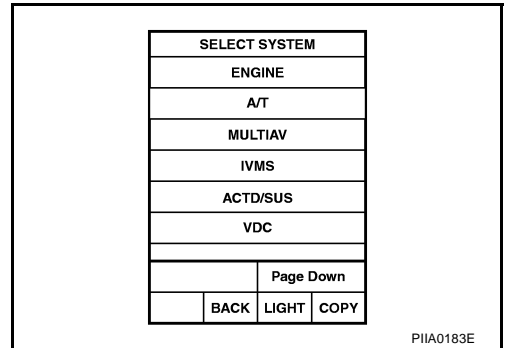 SELECT SYSTEM
ENGINE
A/T
MULTIAV
IVMS
ACTD/SUS
VDC
Page Down
BACK LIGHT COPY
PIIA0183E